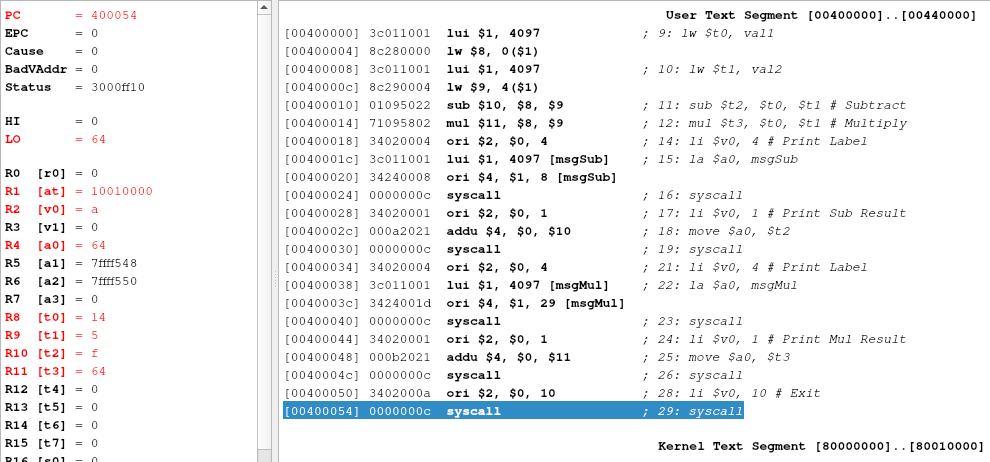 PC = 400054
EPC = 0
Cause = 0
BadVAddr = 0
Status = 3000ff10
HI = 0
LO = 64
R0 [r0] = 0
R1 [at] = 10010000
R2 [v0] = a
R3 [v1] = 0
R4 [a0] = 64
R5 [a1] = 7ffff548
R6 [a2] = 7ffff550
R7 [a3] = 0
R8 [t0] = 14
R9 [t1] = 5
R10 [t2] = f
R11 [t3] = 64
R12 [t4] = 0
R13 [t5] = 0
R14 [t6] = 0
R15 [t7] = 0
R16 [s0] = 0
User Text Segment [00400000]..[00440000]
[00400000] 3c011001 lui $1, 4097 ; 9: lw $t0, val1
[00400004] 8c280000 lw $8, 0($1)
[00400008] 3c011001 lui $1, 4097 ; 10: lw $t1, val2
[0040000c] 8c290004 lw $9, 4($1)
[00400010] 01095022 sub $10, $8, $9 ; 11: sub $t2, $t0, $t1 # Subtract
[00400014] 71095802 mul $11, $8, $9 ; 12: mul $t3, $t0, $t1 # Multiply
[00400018] 34020004 ori $2, $0, 4 ; 14: li $v0, 4 # Print Label
[0040001c] 3c011001 lui $1, 4097 [msgSub] ; 15: la $a0, msgSub
[00400020] 34240008 ori $4, $1, 8 [msgSub]
[00400024] 0000000c syscall ; 16: syscall
[00400028] 34020001 ori $2, $0, 1 ; 17: li $v0, 1 # Print Sub Result
[0040002c] 000a2021 addu $4, $0, $10 ; 18: move $a0, $t2
[00400030] 0000000c syscall ; 19: syscall
[00400034] 34020004 ori $2, $0, 4 ; 21: li $v0, 4 # Print Label
[00400038] 3c011001 lui $1, 4097 [msgMul] ; 22: la $a0, msgMul
[0040003c] 3424001d ori $4, $1, 29 [msgMul]
[00400040] 0000000c syscall ; 23: syscall
[00400044] 34020001 ori $2, $0, 1 ; 24: li $v0, 1 # Print Mul Result
[00400048] 000b2021 addu $4, $0, $11 ; 25: move $a0, $t3
[0040004c] 0000000c syscall ; 26: syscall
[00400050] 3402000a ori $2, $0, 10 ; 28: li $v0, 10 # Exit
[00400054] 0000000c syscall ; 29: syscall
Kernel Text Segment [80000000]..[80010000]